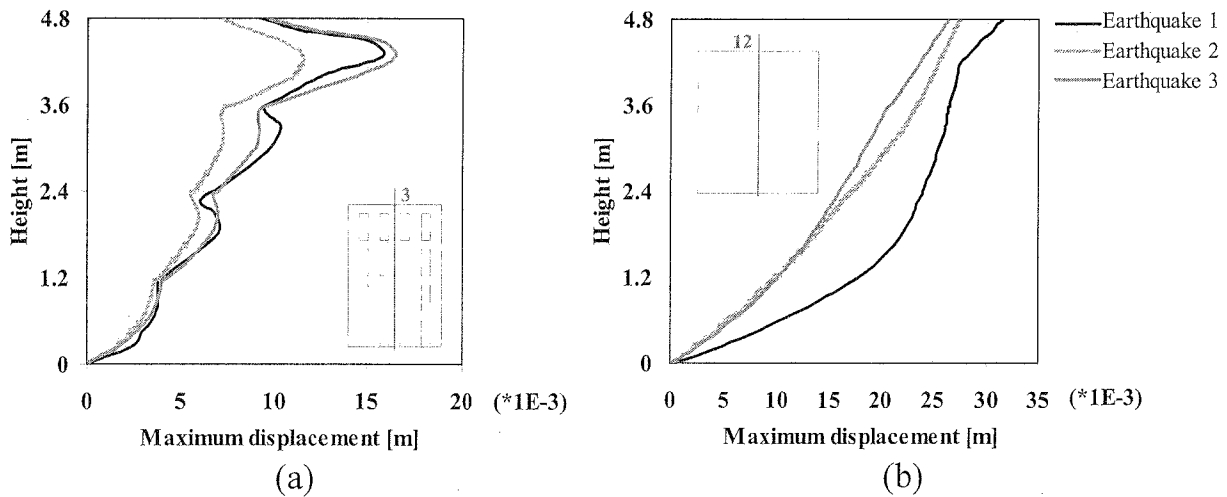 4.8
3.6
2.4
1.2
0
Height [m]
3
0 5 10 15 20 (*1E-3)
Maximum displacement [m]
(a)
4.8
3.6
2.4
1.2
0
Height [m]
12
0 5 10 15 20 25 30 35 (*1E-3)
Maximum displacement [m]
(b)
Earthquake 1
Earthquake 2
Earthquake 3